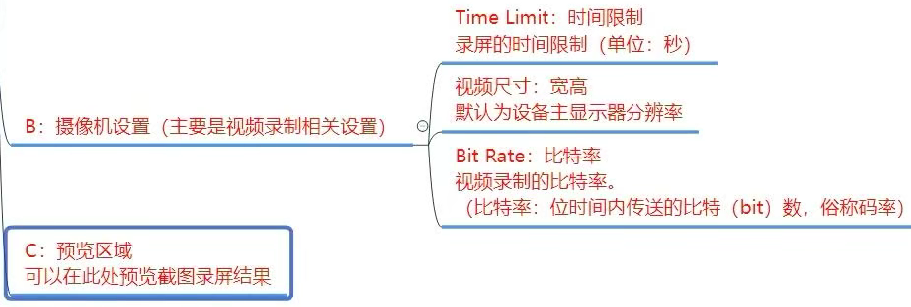 Time Limit：时间限制
录屏的时间限制（单位：秒）
视频尺寸：宽高
默认为设备主显示器分辨率
B：摄像机设置（主要是视频录制相关设置）
Bit Rate：比特率
视频录制的比特率。
（比特率：位时间内传送的比特（bit）数，俗称码率）
C：预览区域
可以在此处预览截图录屏结果